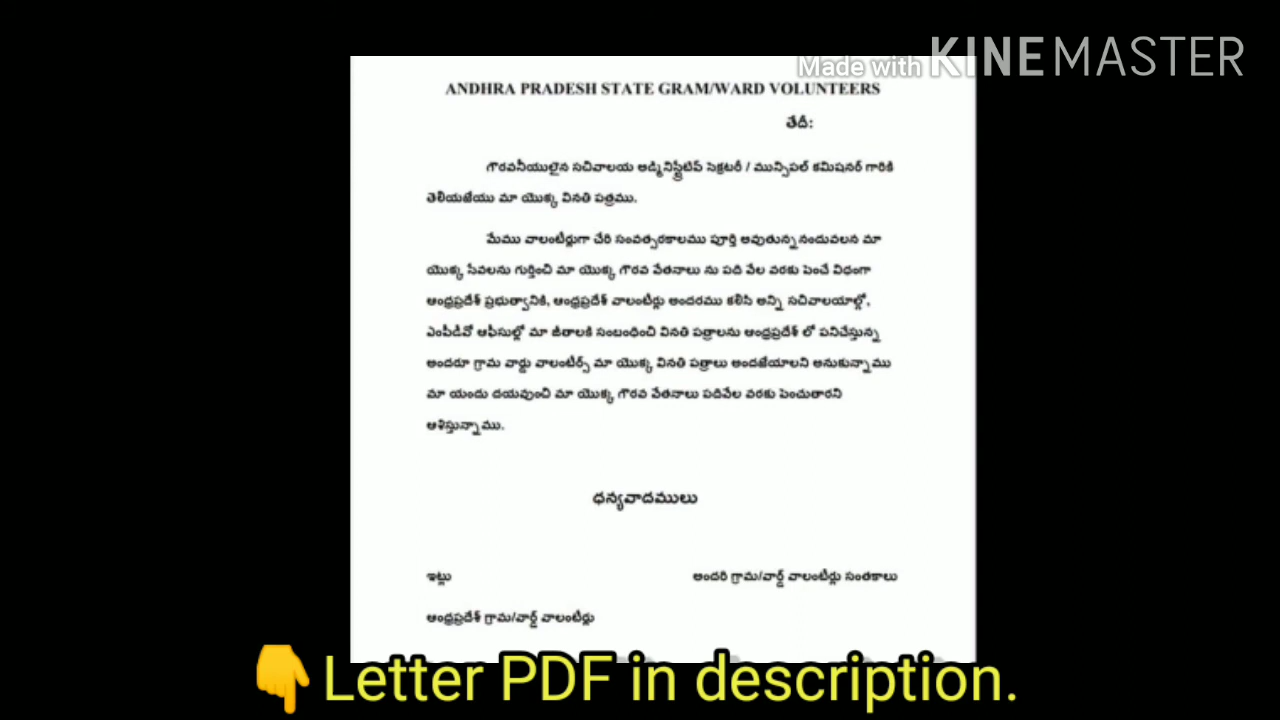 Made with KINEMASTER
ANDHRA PRADESH STATE GRAM/WARD VOLUNTEERS
తేదీ:
గౌరవనీయులైన సచివాలయ అడ్మినిస్ట్రేటివ్ సెక్రటరీ / మున్సిపల్ కమిషనర్ గారికి
తెలియజేయు మా యొక్క వినతి పత్రము.
మేము వాలంటీర్లుగా చేరి సంవత్సరకాలము పూర్తి అవుతున్నందువలన మా
యొక్క సేవలను గుర్తించి మా యొక్క గౌరవ వేతనాలు ను పది వేల వరకు పెంచే విధంగా
ఆంధ్రప్రదేశ్ ప్రభుత్వానికి, ఆంధ్రప్రదేశ్ వాలంటీర్లు అందరము కలిసి అన్ని సచివాలయాల్లో,
ఎంపీడీవో ఆఫీసుల్లో మా జీతాలకి సంబంధించి వినతి పత్రాలను ఆంధ్రప్రదేశ్ లో పనిచేస్తున్న
అందరూ గ్రామ వార్డు వాలంటీర్స్ మా యొక్క వినతి పత్రాలు అందజేయాలని అనుకున్నాము
మా యందు దయవుంచి మా యొక్క గౌరవ వేతనాలు పదివేల వరకు పెంచుతారని
ఆశిస్తున్నాము.
ధన్యవాదములు
ఇట్లు అందరి గ్రామ/వార్డ్ వాలంటీర్లు సంతకాలు
ఆంధ్రప్రదేశ్ గ్రామ/వార్డ్ వాలంటీర్లు
👇Letter PDF in description.